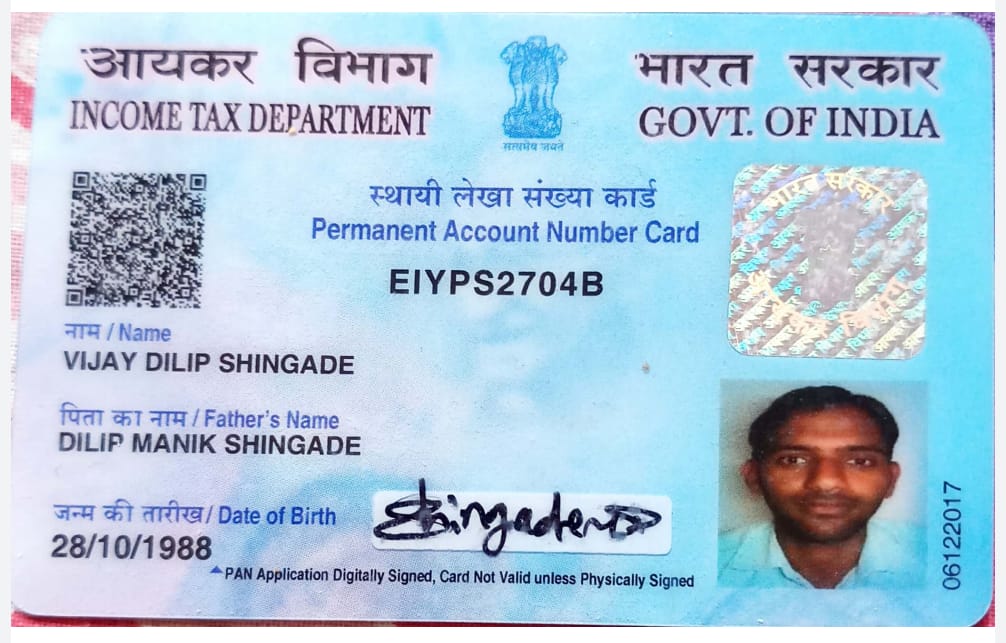 आयकर विभाग
INCOME TAX DEPARTMENT
सत्यमेव जयते
भारत सरकार
GOVT. OF INDIA
स्थायी लेखा संख्या कार्ड
Permanent Account Number Card
EIYPS2704B
भारत सरकार
नाम / Name
VIJAY DILIP SHINGADE
पिता का नाम / Father's Name
DILIP MANIK SHINGADE
जन्म की तारीख / Date of Birth
28/10/1988
PAN Application Digitally Signed, Card Not Valid unless Physically Signed
06122017